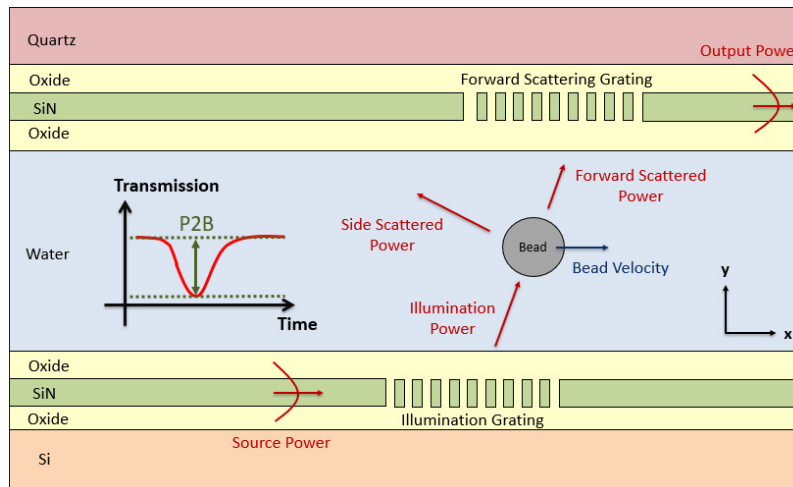 Quartz
Output Power
Oxide
Forward Scattering Grating
SiN
Oxide
Transmission
P2B
Time
Water
Forward Scattered
Power
Side Scattered
Power
Bead
Bead Velocity
Illumination
Power
y
x
Oxide
SiN
Oxide
Illumination Grating
Source Power
Si